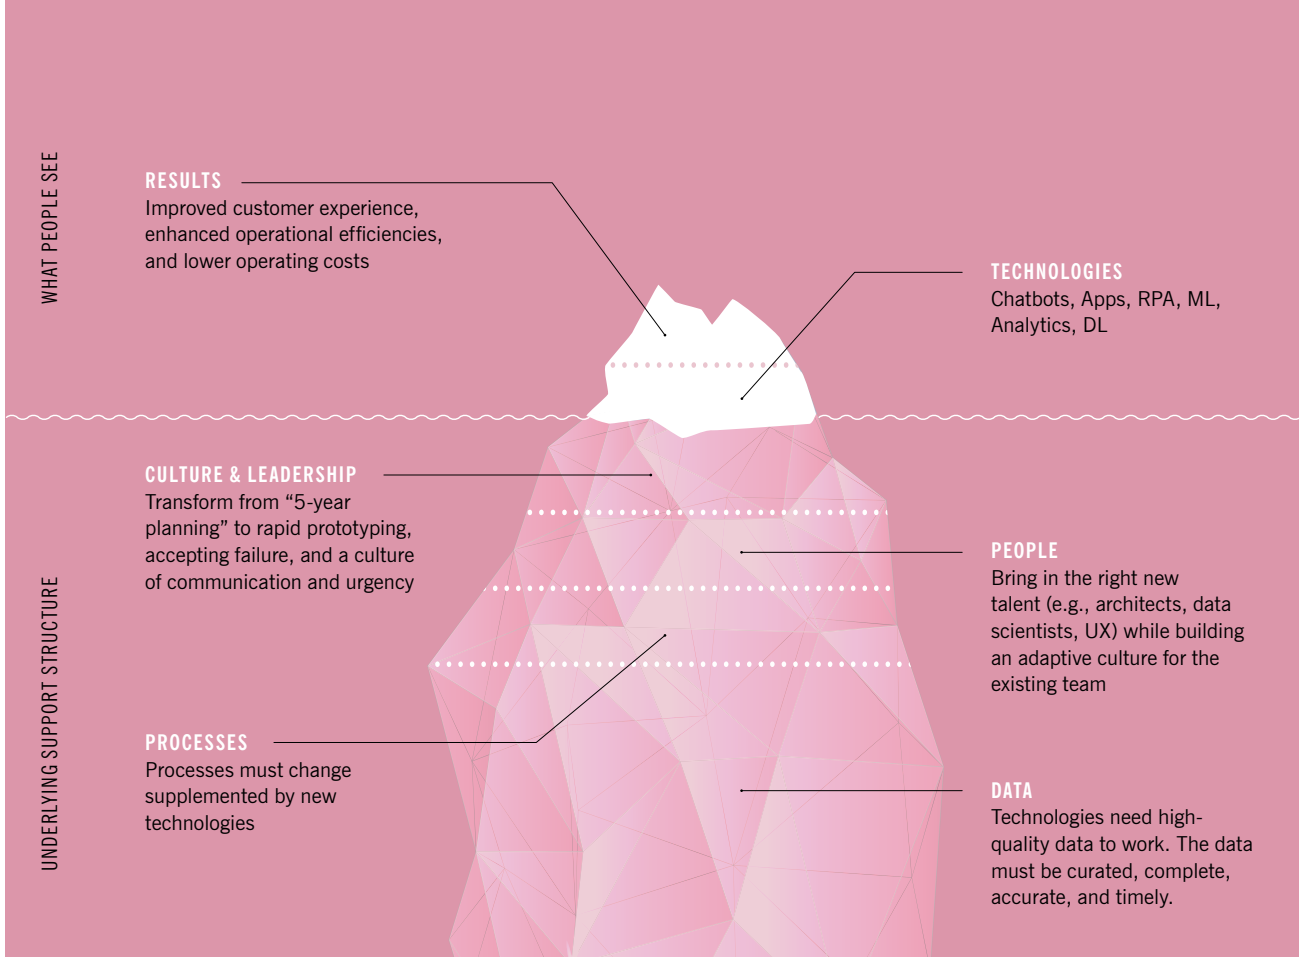 WHAT PEOPLE SEE
RESULTS
Improved customer experience,
enhanced operational efficiencies,
and lower operating costs
TECHNOLOGIES
Chatbots, Apps, RPA, ML,
Analytics, DL
UNDERLYING SUPPORT STRUCTURE
CULTURE & LEADERSHIP
Transform from “5-year
planning” to rapid prototyping,
accepting failure, and a culture
of communication and urgency
PEOPLE
Bring in the right new
talent (e.g., architects, data
scientists, UX) while building
an adaptive culture for the
existing team
PROCESSES
Processes must change
supplemented by new
technologies
DATA
Technologies need high-
quality data to work. The data
must be curated, complete,
accurate, and timely.